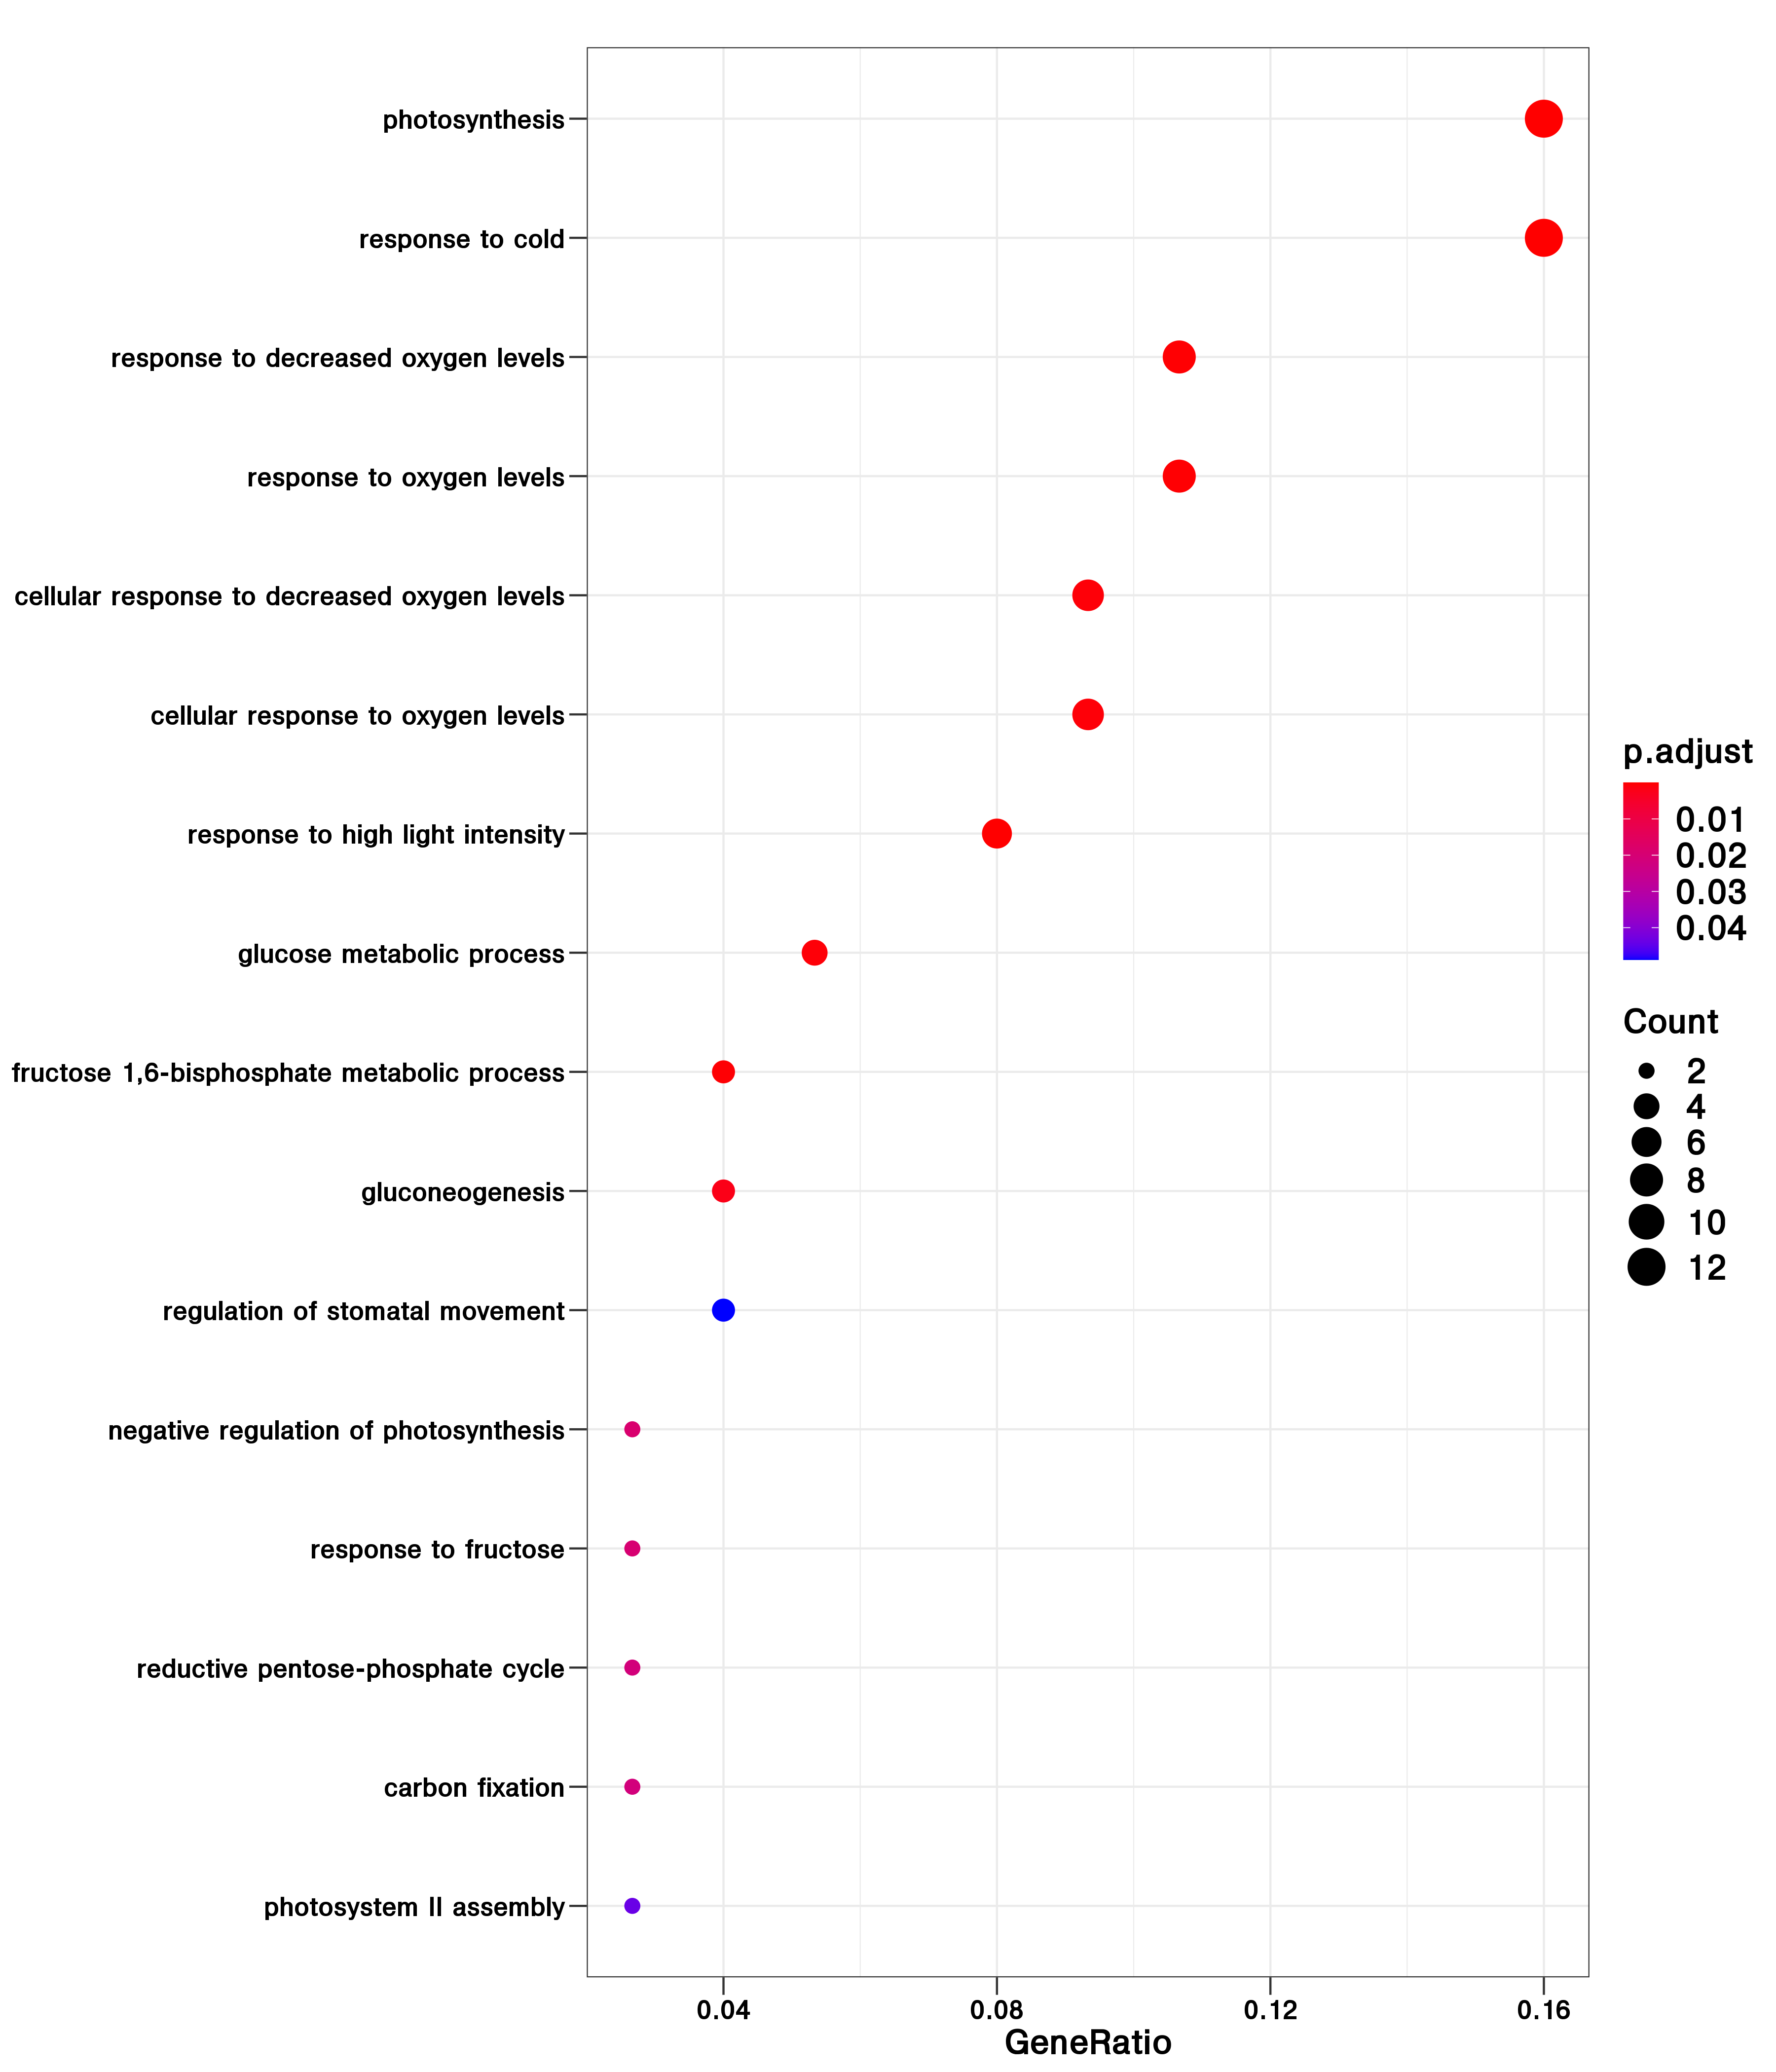 photosynthesis
response to cold
response to decreased oxygen levels
response to oxygen levels
cellular response to decreased oxygen levels
cellular response to oxygen levels
response to high light intensity
glucose metabolic process
fructose 1,6-bisphosphate metabolic process
gluconeogenesis
regulation of stomatal movement
negative regulation of photosynthesis
response to fructose
reductive pentose-phosphate cycle
carbon fixation
photosystem II assembly
0.04 0.08 0.12 0.16
GeneRatio
p.adjust
0.01
0.02
0.03
0.04
Count
2
4
6
8
10
12